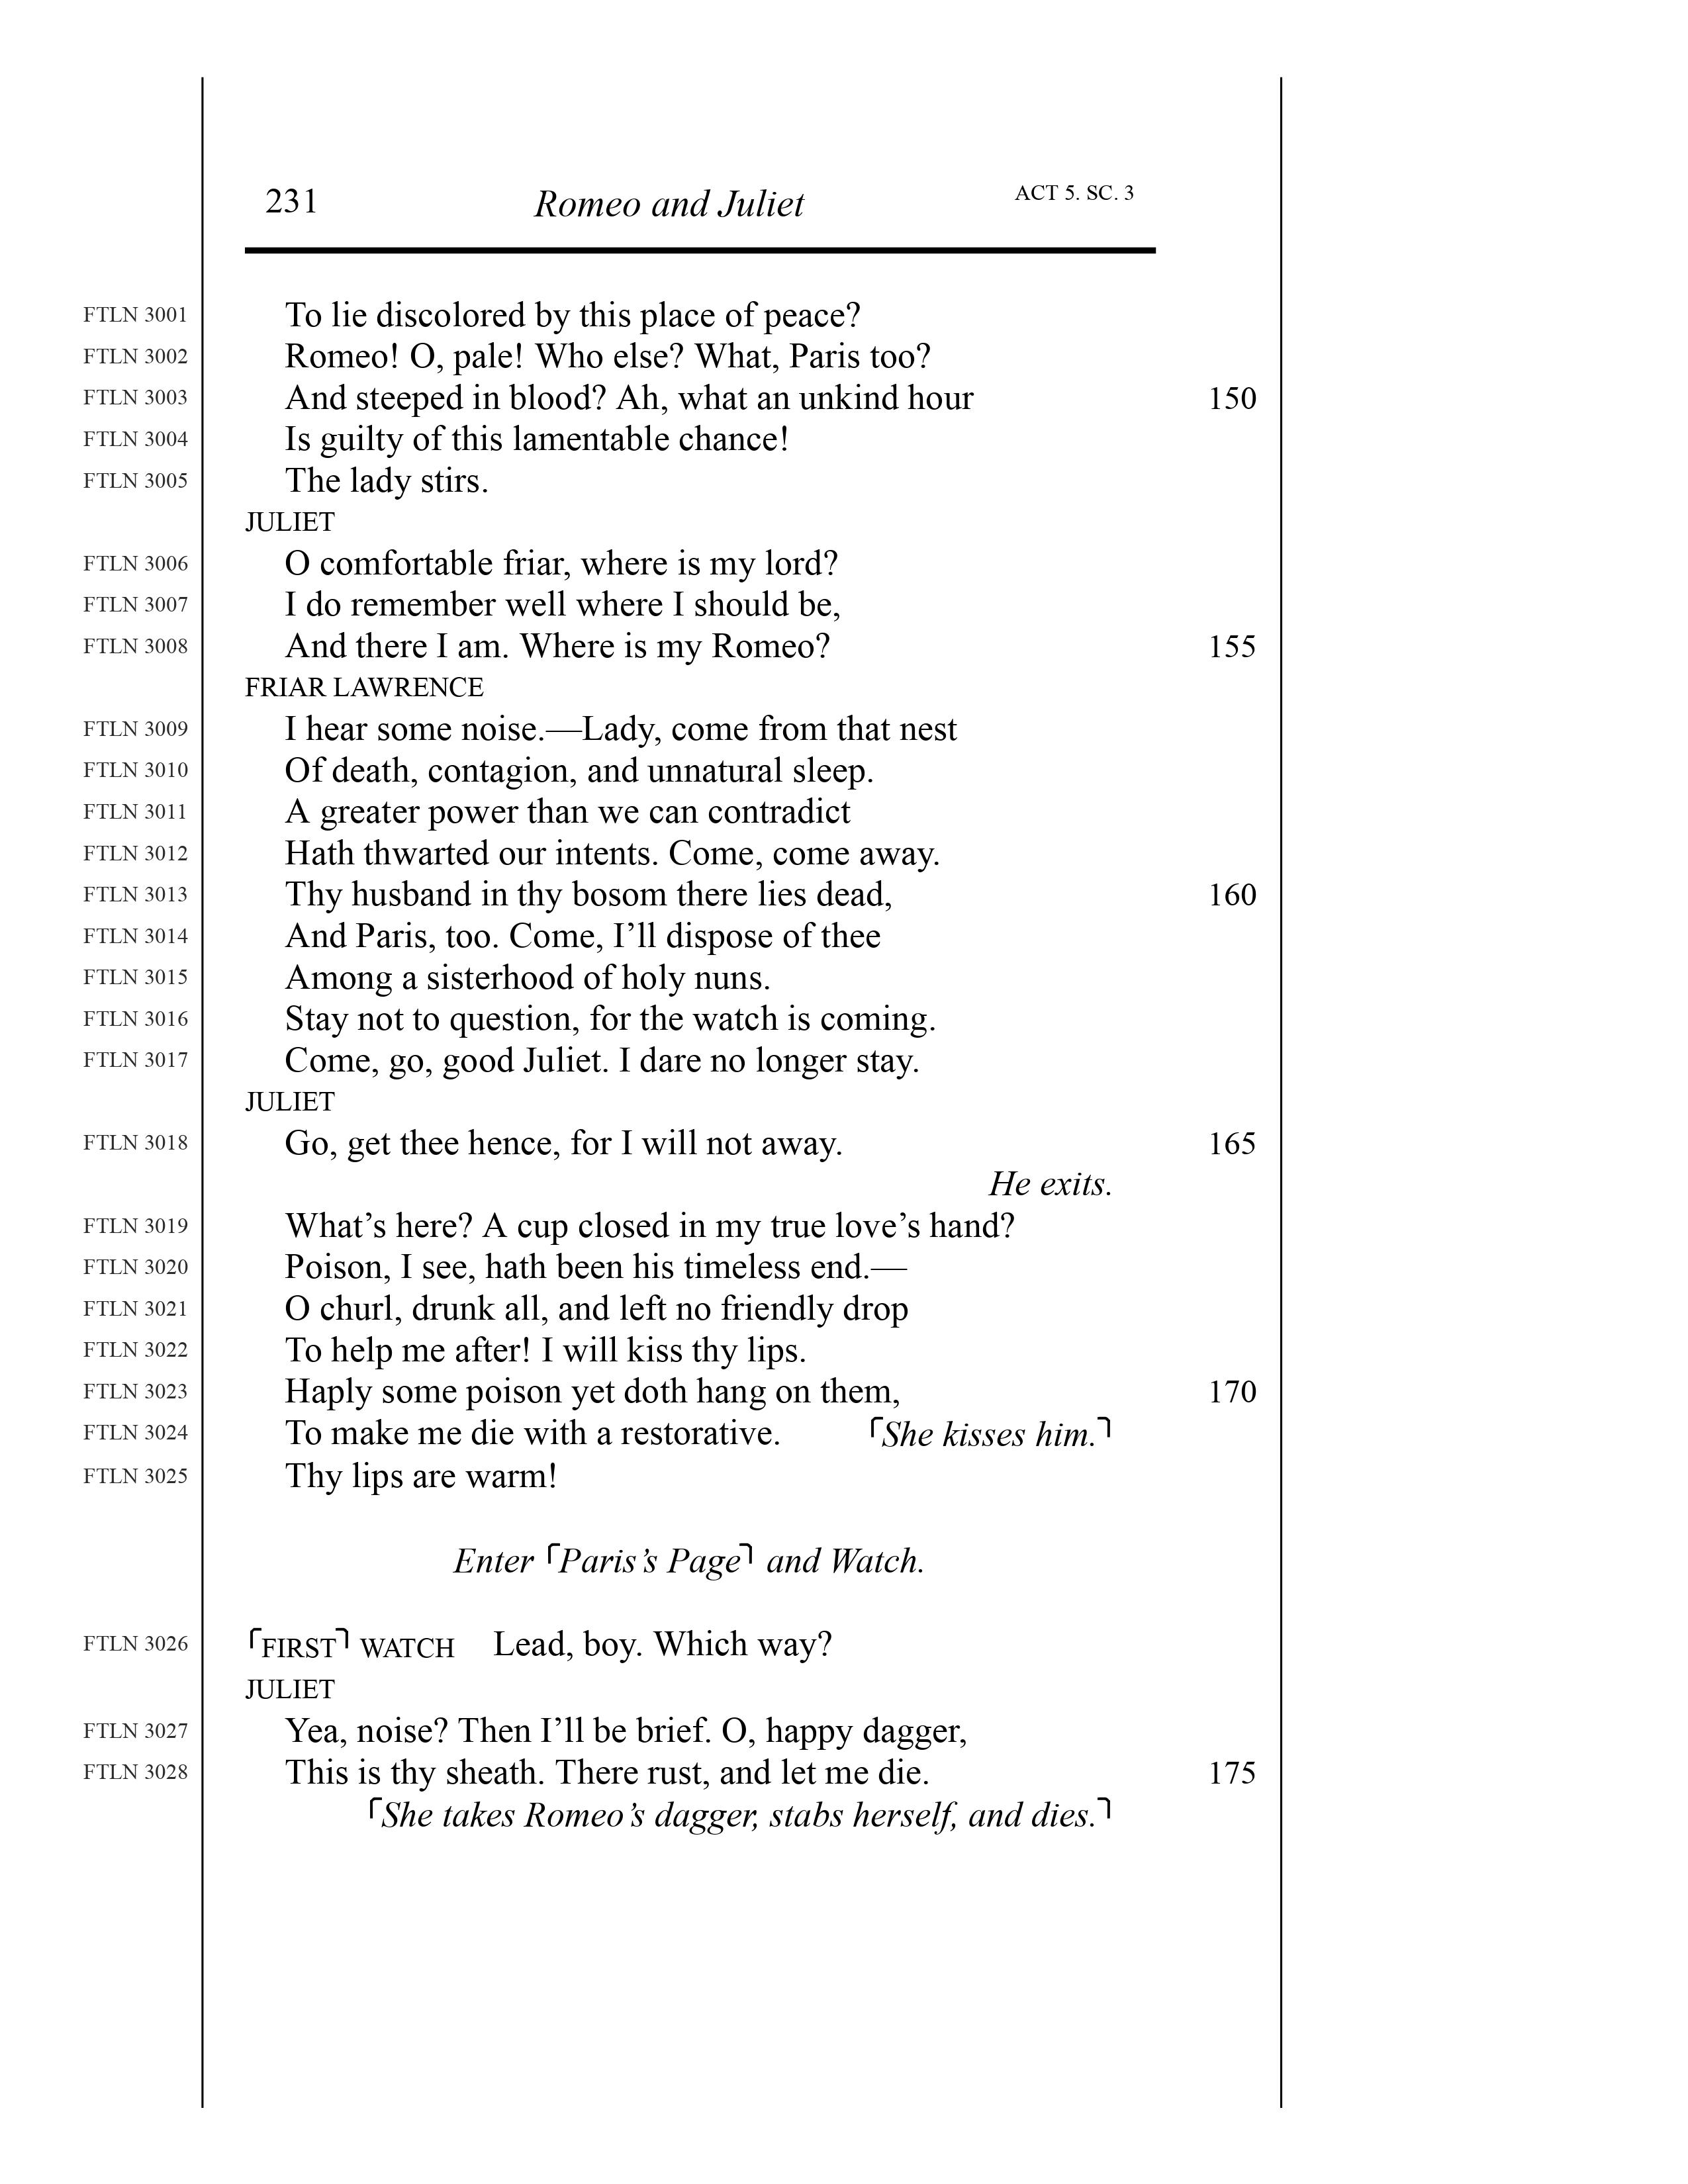 231 Romeo and Juliet ACT 5. SC. 3
FTLN 3001 To lie discolored by this place of peace?
FTLN 3002 Romeo! O, pale! Who else? What, Paris too?
FTLN 3003 And steeped in blood? Ah, what an unkind hour 150
FTLN 3004 Is guilty of this lamentable chance!
FTLN 3005 The lady stirs.
JULIET
FTLN 3006 O comfortable friar, where is my lord?
FTLN 3007 I do remember well where I should be,
FTLN 3008 And there I am. Where is my Romeo? 155
FRIAR LAWRENCE
FTLN 3009 I hear some noise.—Lady, come from that nest
FTLN 3010 Of death, contagion, and unnatural sleep.
FTLN 3011 A greater power than we can contradict
FTLN 3012 Hath thwarted our intents. Come, come away.
FTLN 3013 Thy husband in thy bosom there lies dead, 160
FTLN 3014 And Paris, too. Come, I’ll dispose of thee
FTLN 3015 Among a sisterhood of holy nuns.
FTLN 3016 Stay not to question, for the watch is coming.
FTLN 3017 Come, go, good Juliet. I dare no longer stay.
JULIET
FTLN 3018 Go, get thee hence, for I will not away. 165
He exits.
FTLN 3019 What’s here? A cup closed in my true love’s hand?
FTLN 3020 Poison, I see, hath been his timeless end.—
FTLN 3021 O churl, drunk all, and left no friendly drop
FTLN 3022 To help me after! I will kiss thy lips.
FTLN 3023 Haply some poison yet doth hang on them, 170
FTLN 3024 To make me die with a restorative. ⌜She kisses him.⌝
FTLN 3025 Thy lips are warm!
Enter ⌜Paris’s Page⌝ and Watch.
FTLN 3026 ⌜FIRST⌝ WATCH Lead, boy. Which way?
JULIET
FTLN 3027 Yea, noise? Then I’ll be brief. O, happy dagger,
FTLN 3028 This is thy sheath. There rust, and let me die. 175
⌜She takes Romeo’s dagger, stabs herself, and dies.⌝